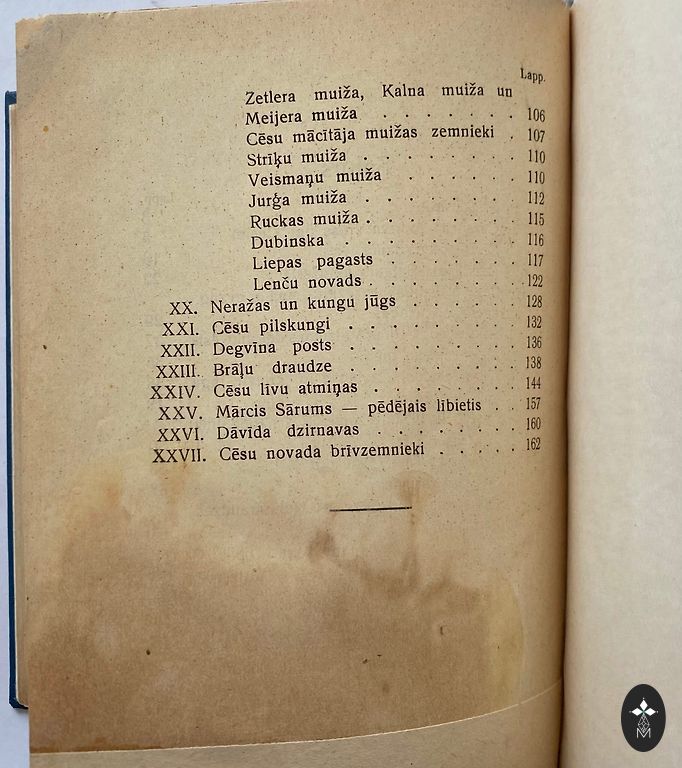 Lapp.
Zetlera muiža, Kalna muiža un
Meijera muiža . . . . . . . 106
Cēsu mācītāja muižas zemnieki . 107
Strīķu muiža . . . . . . . . 110
Veismaņu muiža . . . . . . 110
Jurģa muiža . . . . . . . . 112
Ruckas muiža . . . . . . . . 115
Dubinska . . . . . . . . . 116
Liepas pagasts . . . . . . . 117
Lenču novads . . . . . . . . 122
XX. Neražas un kungu jūgs . . . . . . 128
XXI. Cēsu pilskungi . . . . . . . . . 132
XXII. Degvīna posts . . . . . . . . . 136
XXIII. Brāļu draudze . . . . . . . . . 138
XXIV. Cēsu līvu atmiņas . . . . . . . . 144
XXV. Mārcis Sārums — pēdējais lībietis . . 157
XXVI. Dāvīda dzirnavas . . . . . . . . 160
XXVII. Cēsu novada brīvzemnieki . . . . . 162
M